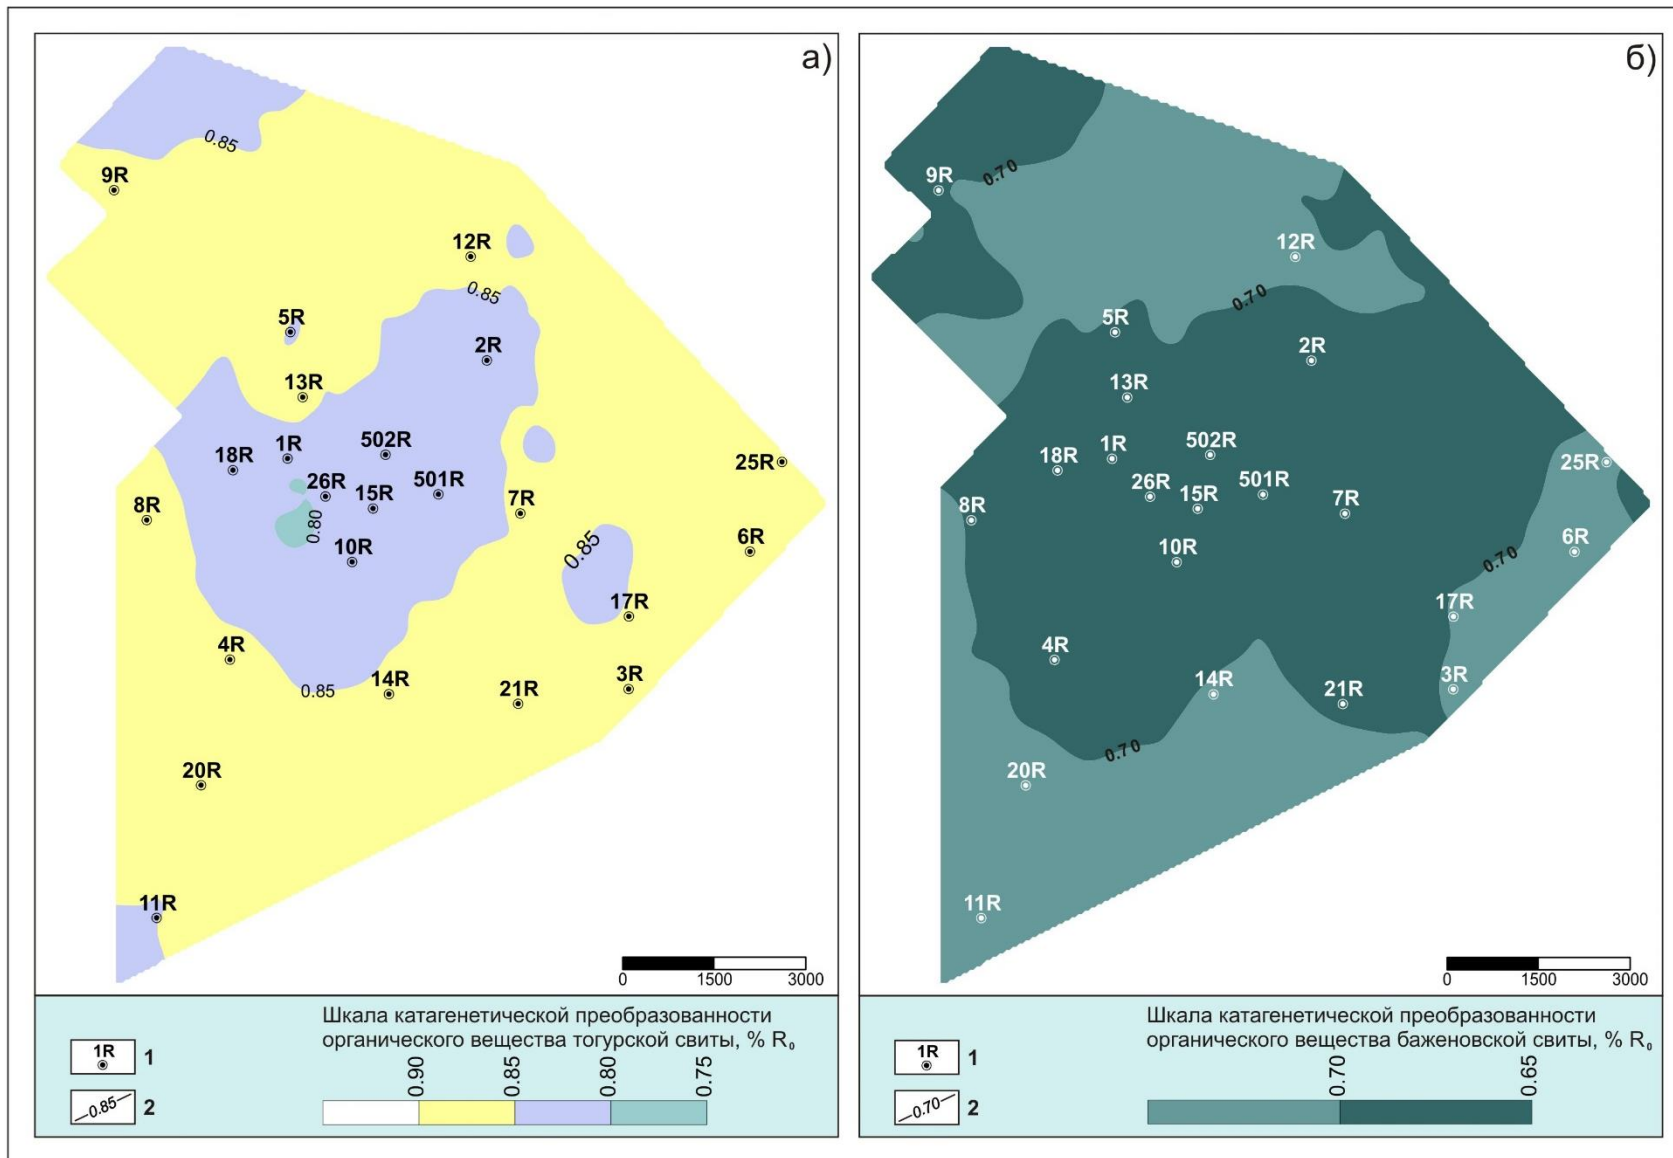 а)
0.85
9R
12R
0.85
5R
2R
13R
1R
502R
18R
25R
26R
15R
501R
7R
8R
0.80
10R
0.85
6R
17R
4R
0.85
14R
21R
3R
20R
11R
0
1500
3000
Шкала катагенетической преобразованности
органического вещества тогурской свиты, % R₀
1R
1
0.85
2
0.90
0.85
0.80
0.75
б)
0.70
9R
12R
0.70
5R
2R
13R
1R
502R
18R
25R
26R
15R
501R
7R
8R
10R
6R
0.70
17R
4R
14R
21R
3R
0.70
20R
11R
0
1500
3000
Шкала катагенетической преобразованности
органического вещества баженовской свиты, % R₀
1R
1
0.70
2
0.70
0.65